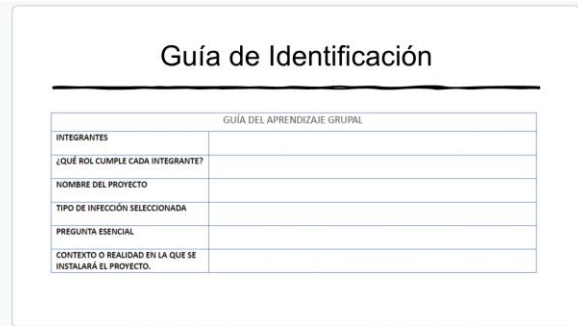 Guía de Identificación
GUÍA DEL APRENDIZAJE GRUPAL
INTEGRANTES
¿QUÉ ROL CUMPLE CADA INTEGRANTE?
NOMBRE DEL PROYECTO
TIPO DE INFECCIÓN SELECCIONADA
PREGUNTA ESENCIAL
CONTEXTO O REALIDAD EN LA QUE SE
INSTALARÁ EL PROYECTO.